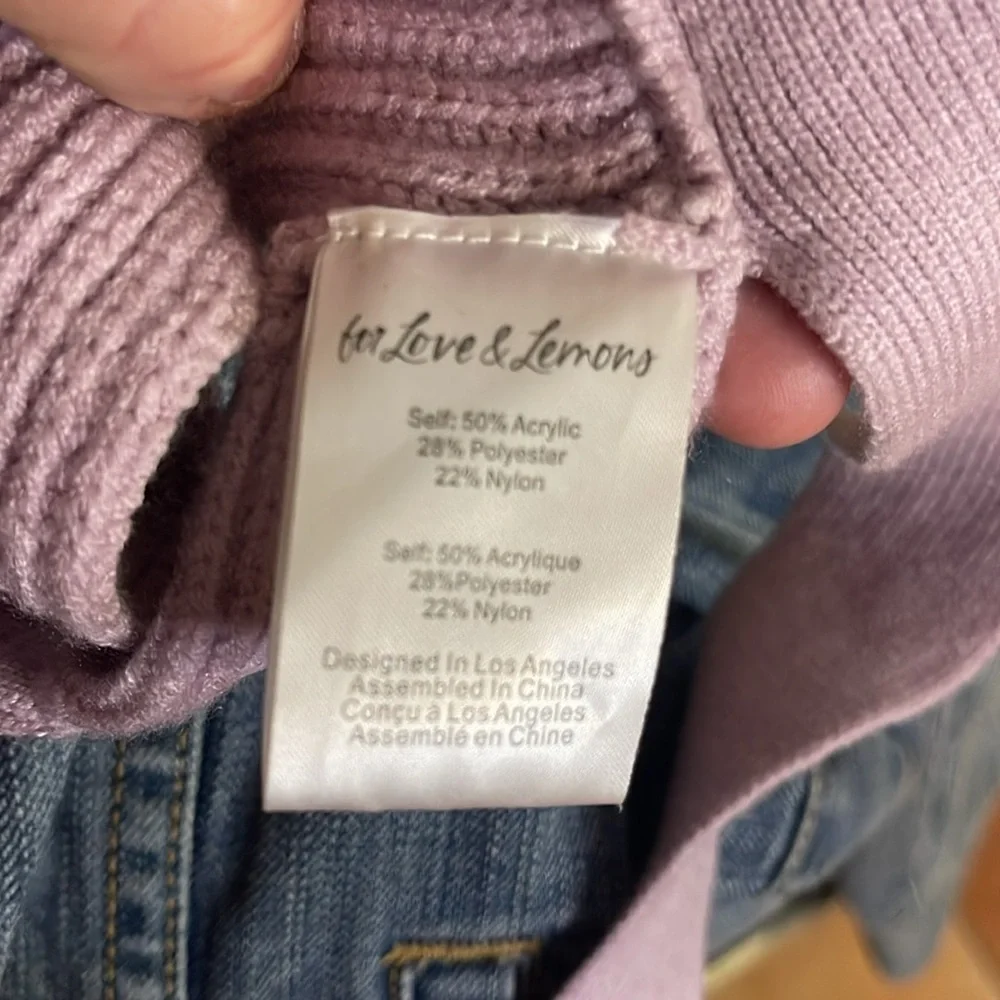 for Love & Lemons
Self: 50% Acrylic
28% Polyester
22% Nylon
Self: 50% Acrylique
28%Polyester
22% Nylon
Designed In Los Angeles
Assembled In China
Conçu a Los Angeles
Assemblé en Chine